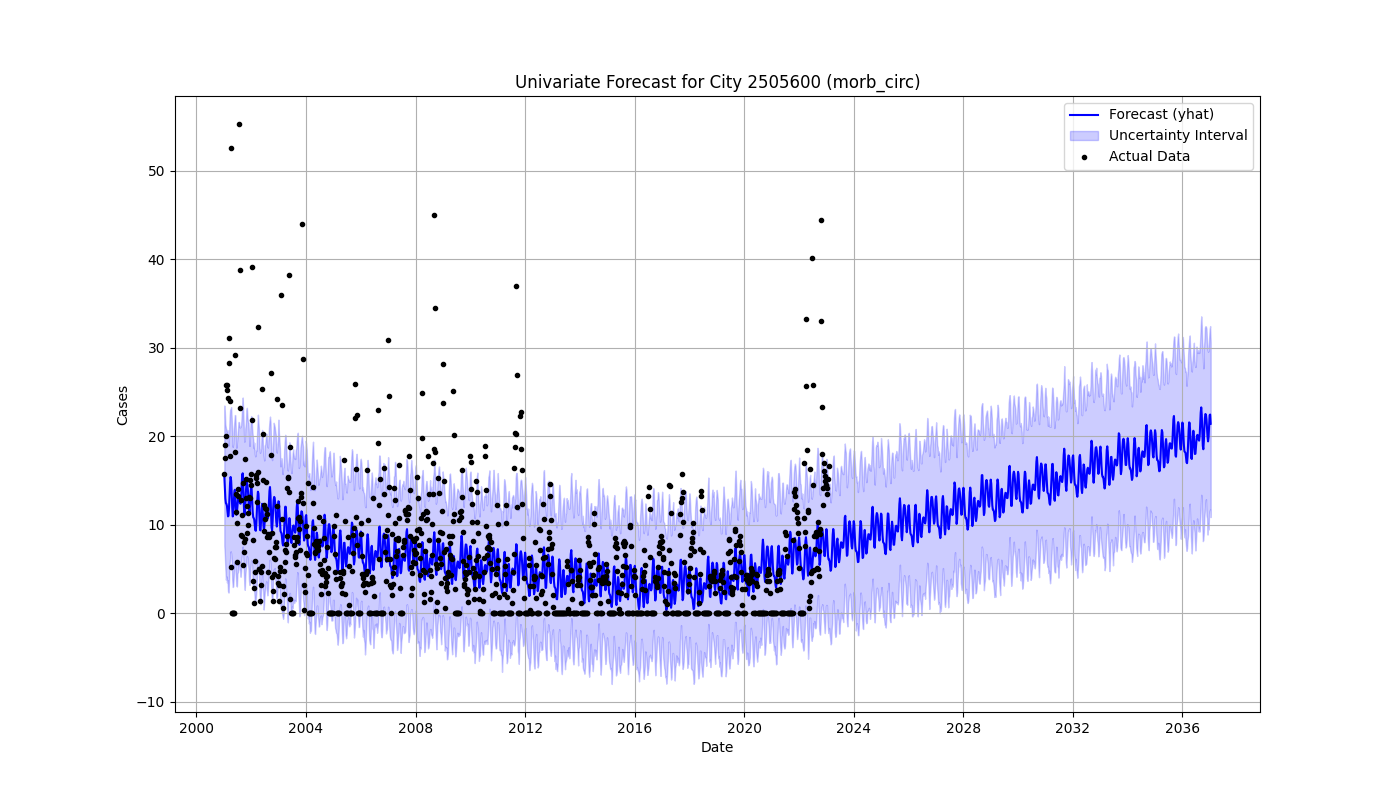 Univariate Forecast for City 2505600 (morb_circ)
Forecast (yhat)
Uncertainty Interval
Actual Data
Cases
50
40
30
20
10
0
−10
2000 2004 2008 2012 2016 2020 2024 2028 2032 2036
Date